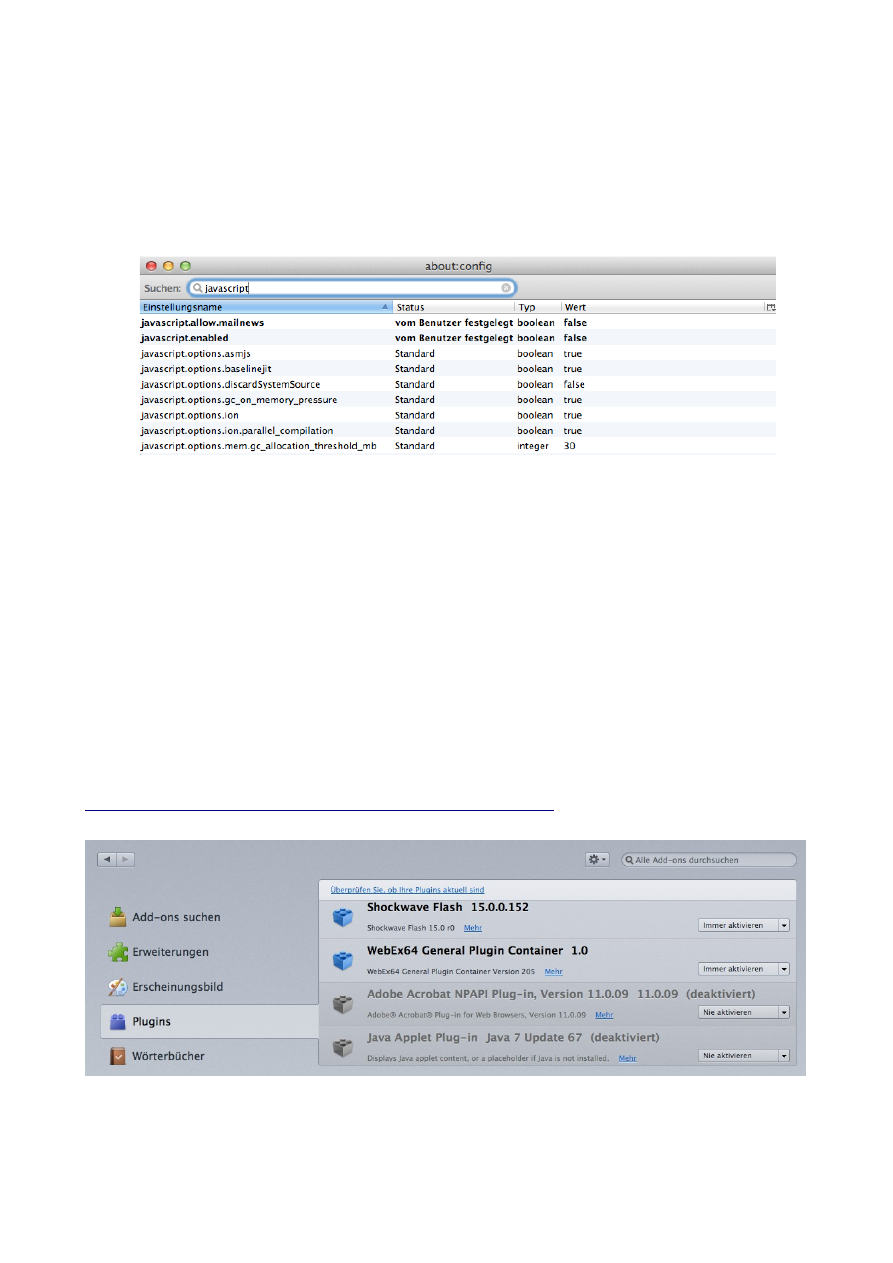 about:config
Suchen: javascript
Einstellungsname Status Typ Wert
javascript.allow.mailnews vom Benutzer festgelegt boolean false
javascript.enabled vom Benutzer festgelegt boolean false
javascript.options.asmjs Standard boolean true
javascript.options.baselinejit Standard boolean true
javascript.options.discardSystemSource Standard boolean false
javascript.options.gc_on_memory_pressure Standard boolean true
javascript.options.ion Standard boolean true
javascript.options.ion.parallel_compilation Standard boolean true
javascript.options.mem.gc_allocation_threshold_mb Standard integer 30
Alle Add-ons durchsuchen
Add-ons suchen
Erweiterungen
Erscheinungsbild
Plugins
Wörterbücher
Überprüfen Sie, ob Ihre Plugins aktuell sind
Shockwave Flash 15.0.0.152
Shockwave Flash 15.0 r0 Mehr
Immer aktivieren
WebEx64 General Plugin Container 1.0
WebEx64 General Plugin Container Version 205 Mehr
Immer aktivieren
Adobe Acrobat NPAPI Plug-in, Version 11.0.09 11.0.09 (deaktiviert)
Adobe® Acrobat® Plug-in for Web Browsers, Version 11.0.09 Mehr
Nie aktivieren
Java Applet Plug-in Java 7 Update 67 (deaktiviert)
Displays Java applet content, or a placeholder if Java is not installed. Mehr
Nie aktivieren